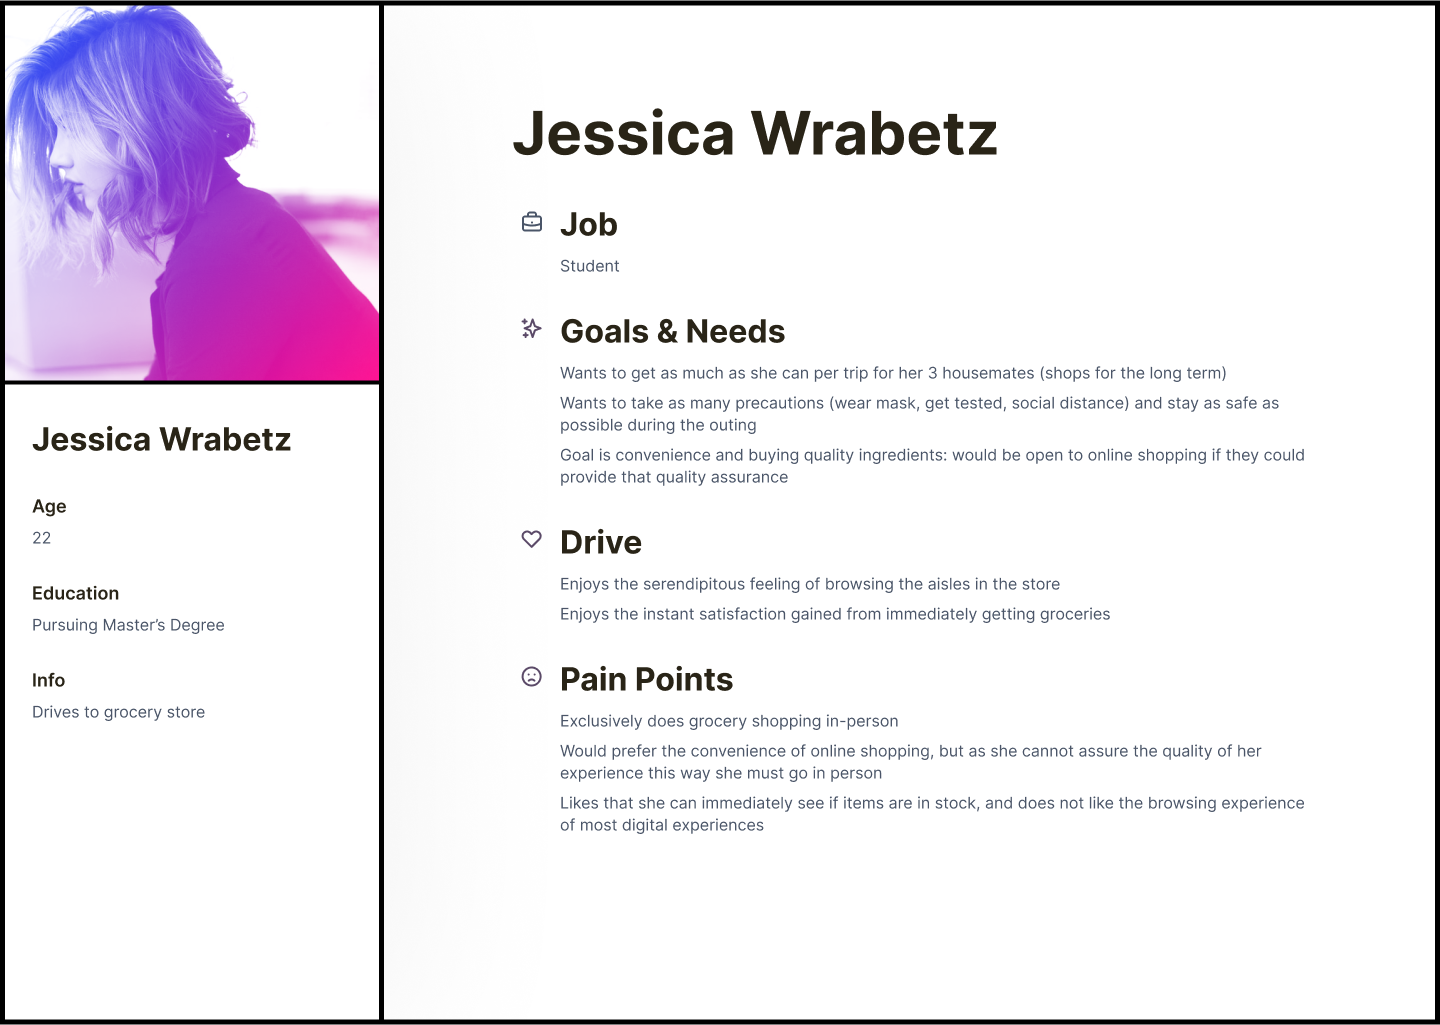 Jessica Wrabetz
Age
22
Education
Pursuing Master’s Degree
Info
Drives to grocery store
Jessica Wrabetz
Job
Student
Goals & Needs
Wants to get as much as she can per trip for her 3 housemates (shops for the long term)
Wants to take as many precautions (wear mask, get tested, social distance) and stay as safe as
possible during the outing
Goal is convenience and buying quality ingredients: would be open to online shopping if they could
provide that quality assurance
Drive
Enjoys the serendipitous feeling of browsing the aisles in the store
Enjoys the instant satisfaction gained from immediately getting groceries
Pain Points
Exclusively does grocery shopping in-person
Would prefer the convenience of online shopping, but as she cannot assure the quality of her
experience this way she must go in person
Likes that she can immediately see if items are in stock, and does not like the browsing experience
of most digital experiences